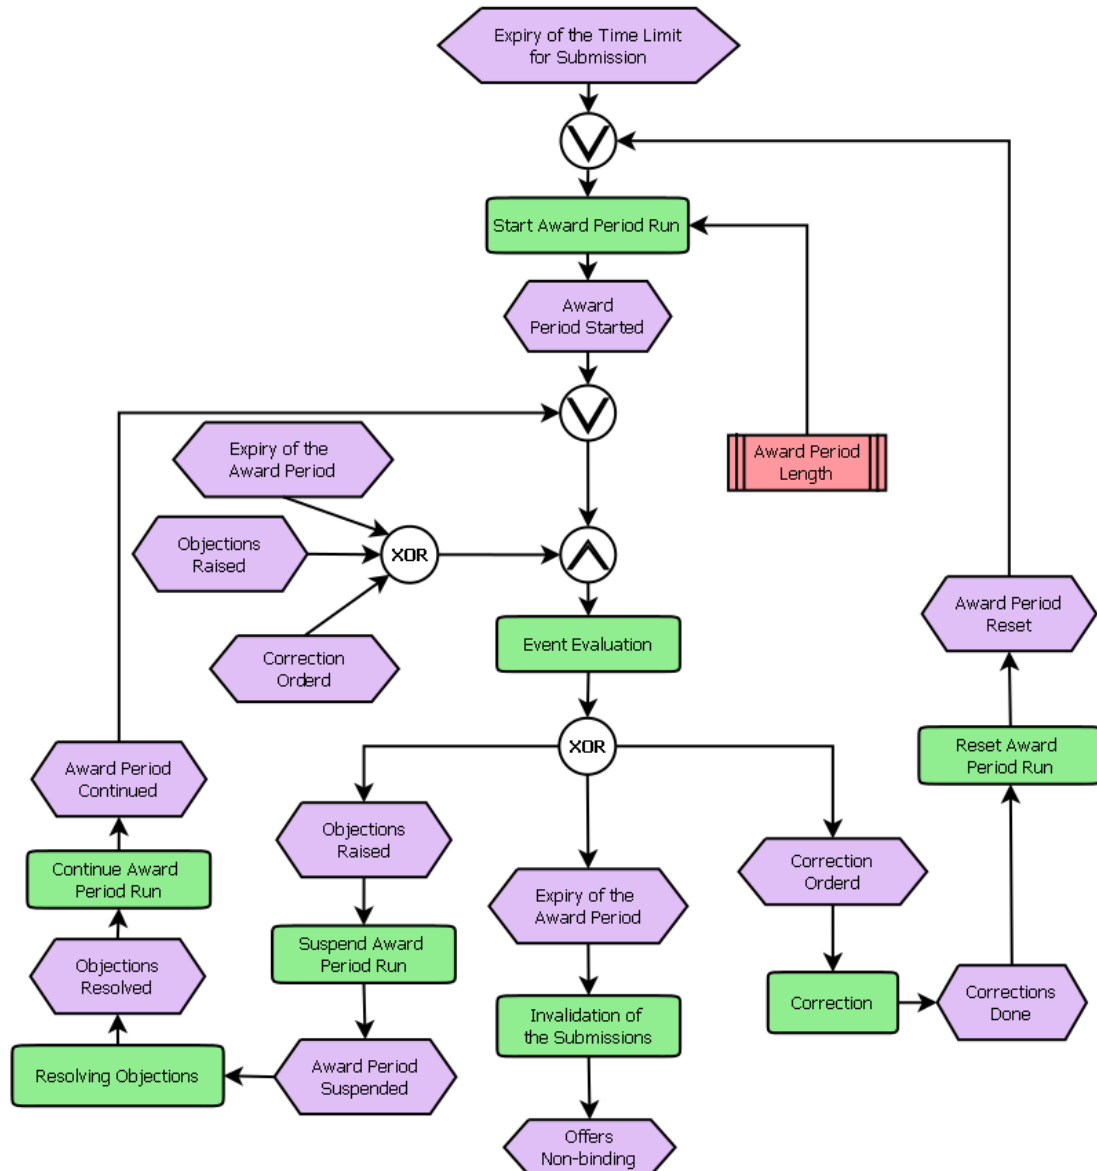 Expiry of the Time Limit
for Submission
Start Award Period Run
Award
Period Started
Expiry of the
Award Period
Award Period
Length
Objections
Raised
XOR
Correction
Orderd
Event Evaluation
Award Period
Reset
XOR
Award Period
Continued
Reset Award
Period Run
Objections
Raised
Continue Award
Period Run
Correction
Orderd
Expiry of the
Award Period
Suspend Award
Period Run
Objections
Resolved
Correction
Corrections
Done
Invalidation of
the Submissions
Resolving Objections
Award Period
Suspended
Offers
Non-binding